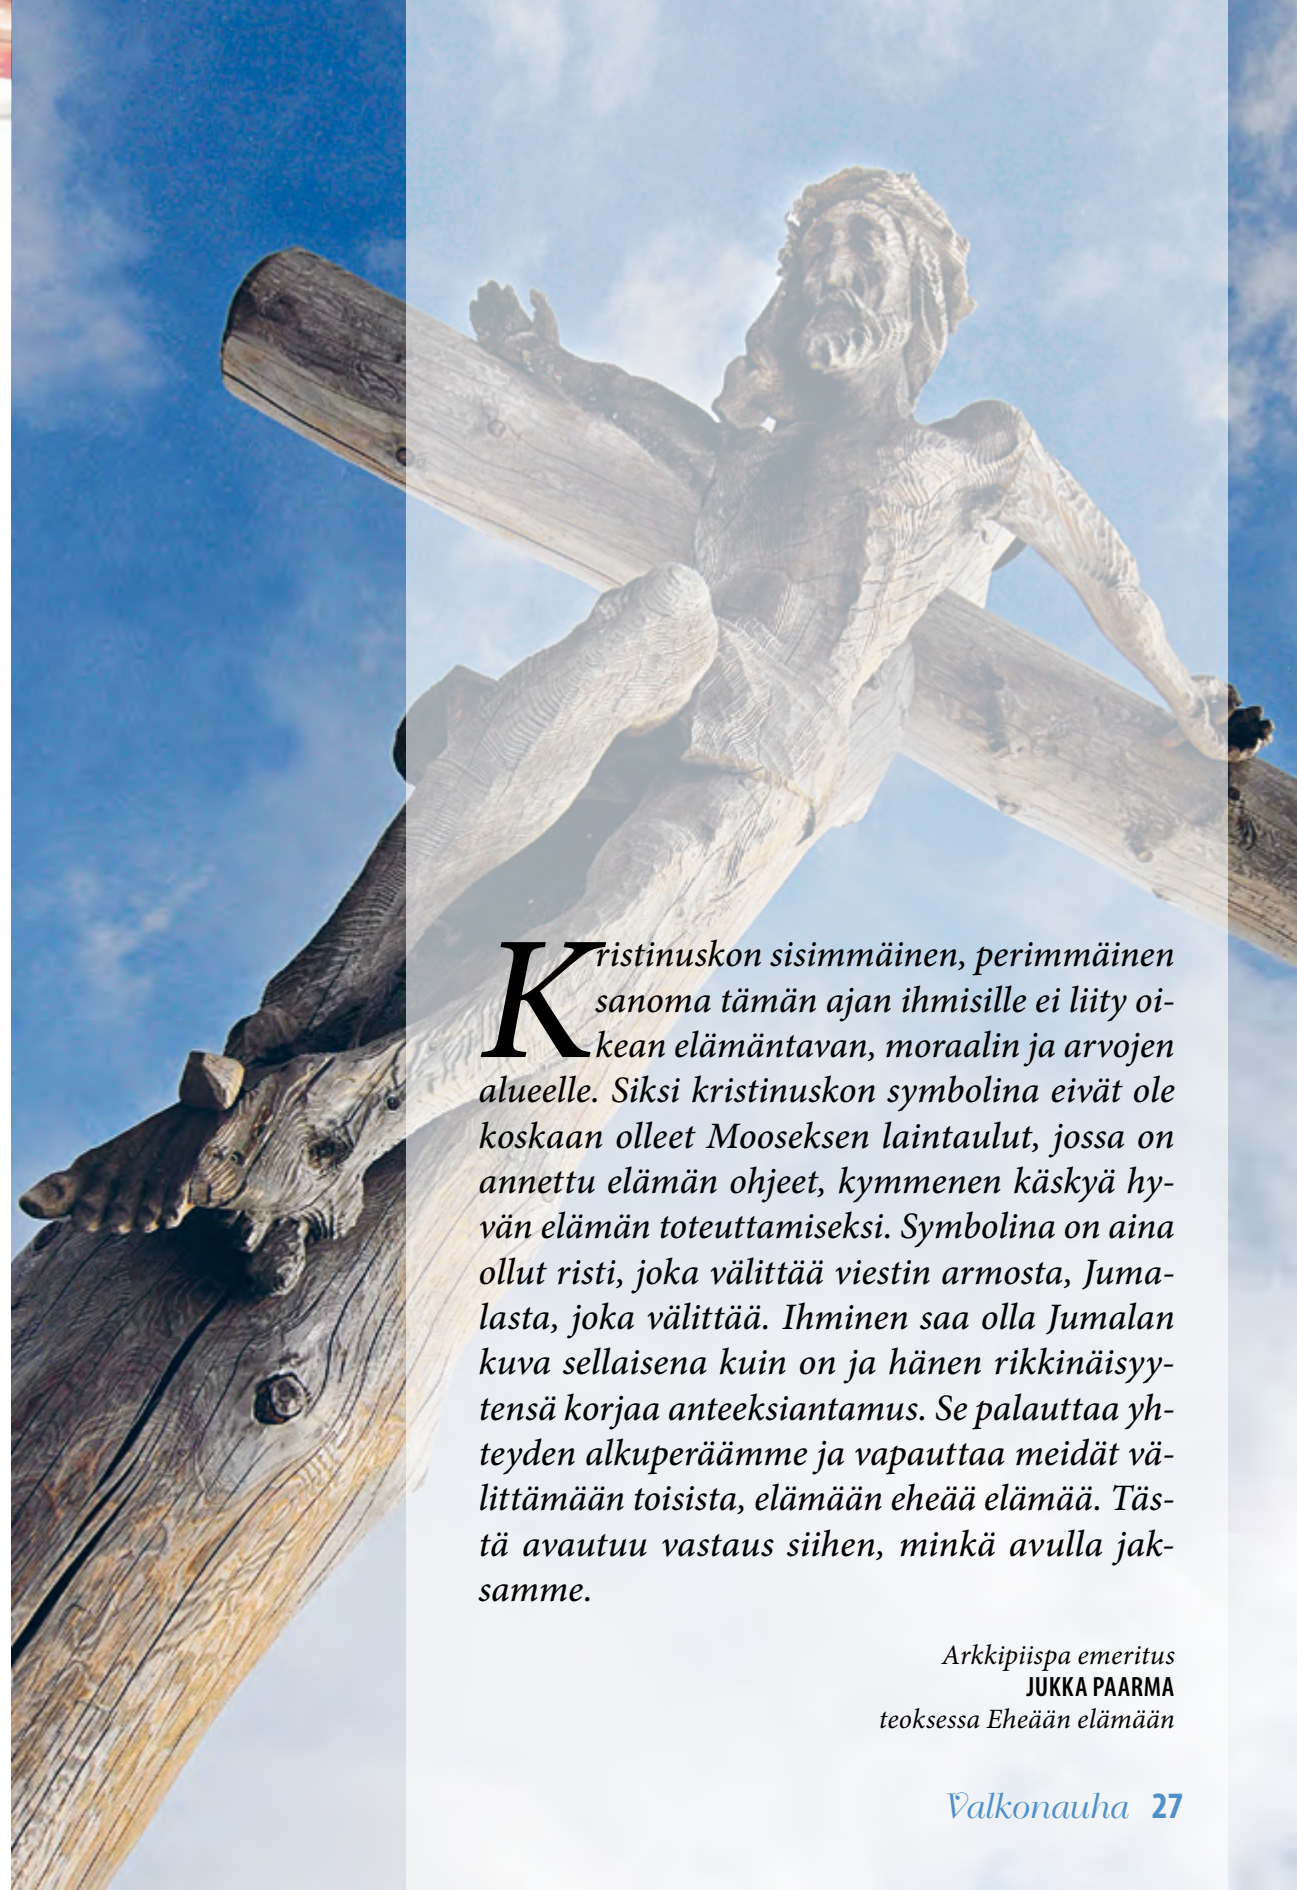 Kristinuskon sisimmäinen, perimmäinen
sanoma tämän ajan ihmisille ei liity oi-
kean elämäntavan, moraalin ja arvojen
alueelle. Siksi kristinuskon symbolina eivät ole
koskaan olleet Mooseksen laintaulut, jossa on
annettu elämän ohjeet, kymmenen käskyä hy-
vän elämän toteuttamiseksi. Symbolina on aina
ollut risti, joka välittää viestin armosta, Juma-
lasta, joka välittää. Ihminen saa olla Jumalan
kuva sellaisena kuin on ja hänen rikkinäisyy-
tensä korjaa anteeksiantamus. Se palauttaa yh-
teyden alkuperäämme ja vapauttaa meidät vä-
littämään toisista, elämään eheää elämää. Täs-
tä avautuu vastaus siihen, minkä avulla jak-
samme.
Arkkipiispa emeritus
JUKKA PAARMA
teoksessa Eheään elämään
Valkonauha 27